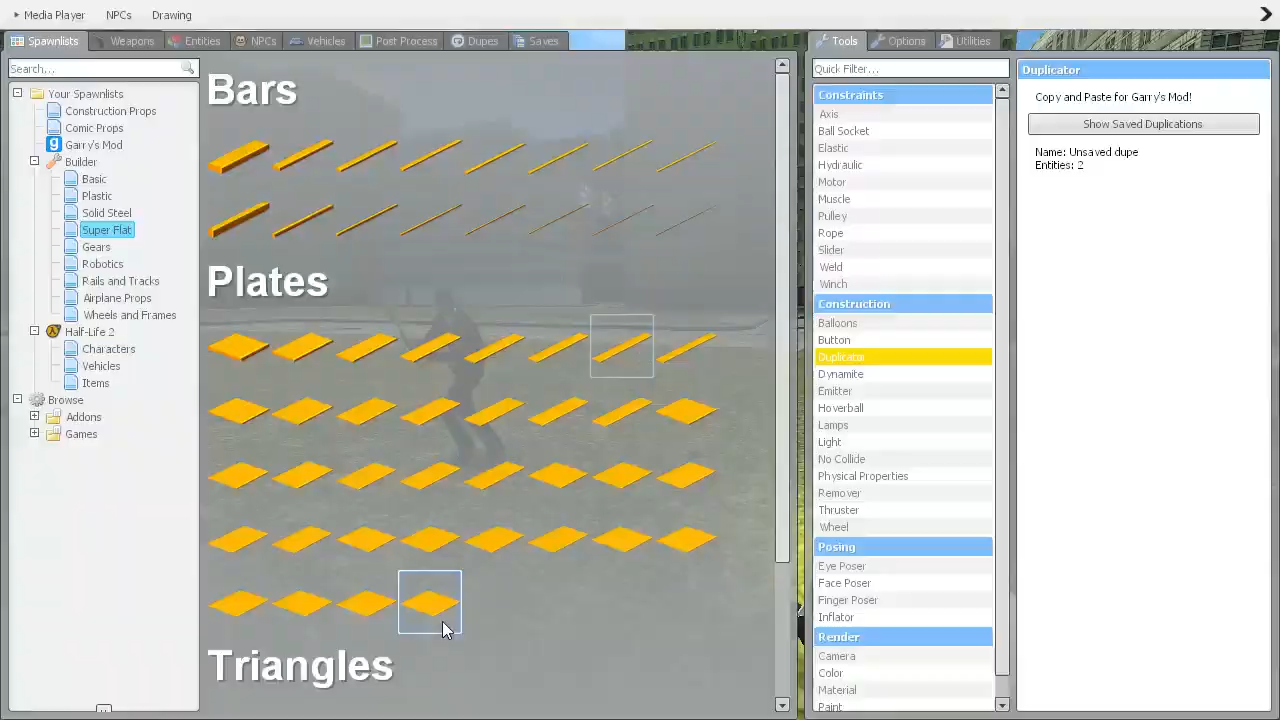 Media Player NPCs Drawing
Spawnlists Weapons Entities NPCs Vehicles Post Process Dupes Saves
Search...
Your Spawnlists
Construction Props
Comic Props
Garry's Mod
Builder
Basic
Plastic
Solid Steel
Super Flat
Gears
Robotics
Rails and Tracks
Airplane Props
Wheels and Frames
Half-Life 2
Characters
Vehicles
Items
Browse
Addons
Games
Bars
Plates
Triangles
Tools Options Utilities
Quick Filter...
Constraints
Axis
Ball Socket
Elastic
Hydraulic
Motor
Muscle
Pulley
Rope
Slider
Weld
Winch
Construction
Balloons
Button
Duplicator
Dynamite
Emitter
Hoverball
Lamps
Light
No Collide
Physical Properties
Remover
Thruster
Wheel
Posing
Eye Poser
Face Poser
Finger Poser
Inflator
Render
Camera
Color
Material
Paint
Duplicator
Copy and Paste for Garry's Mod!
Show Saved Duplications
Name: Unsaved dupe
Entities: 2